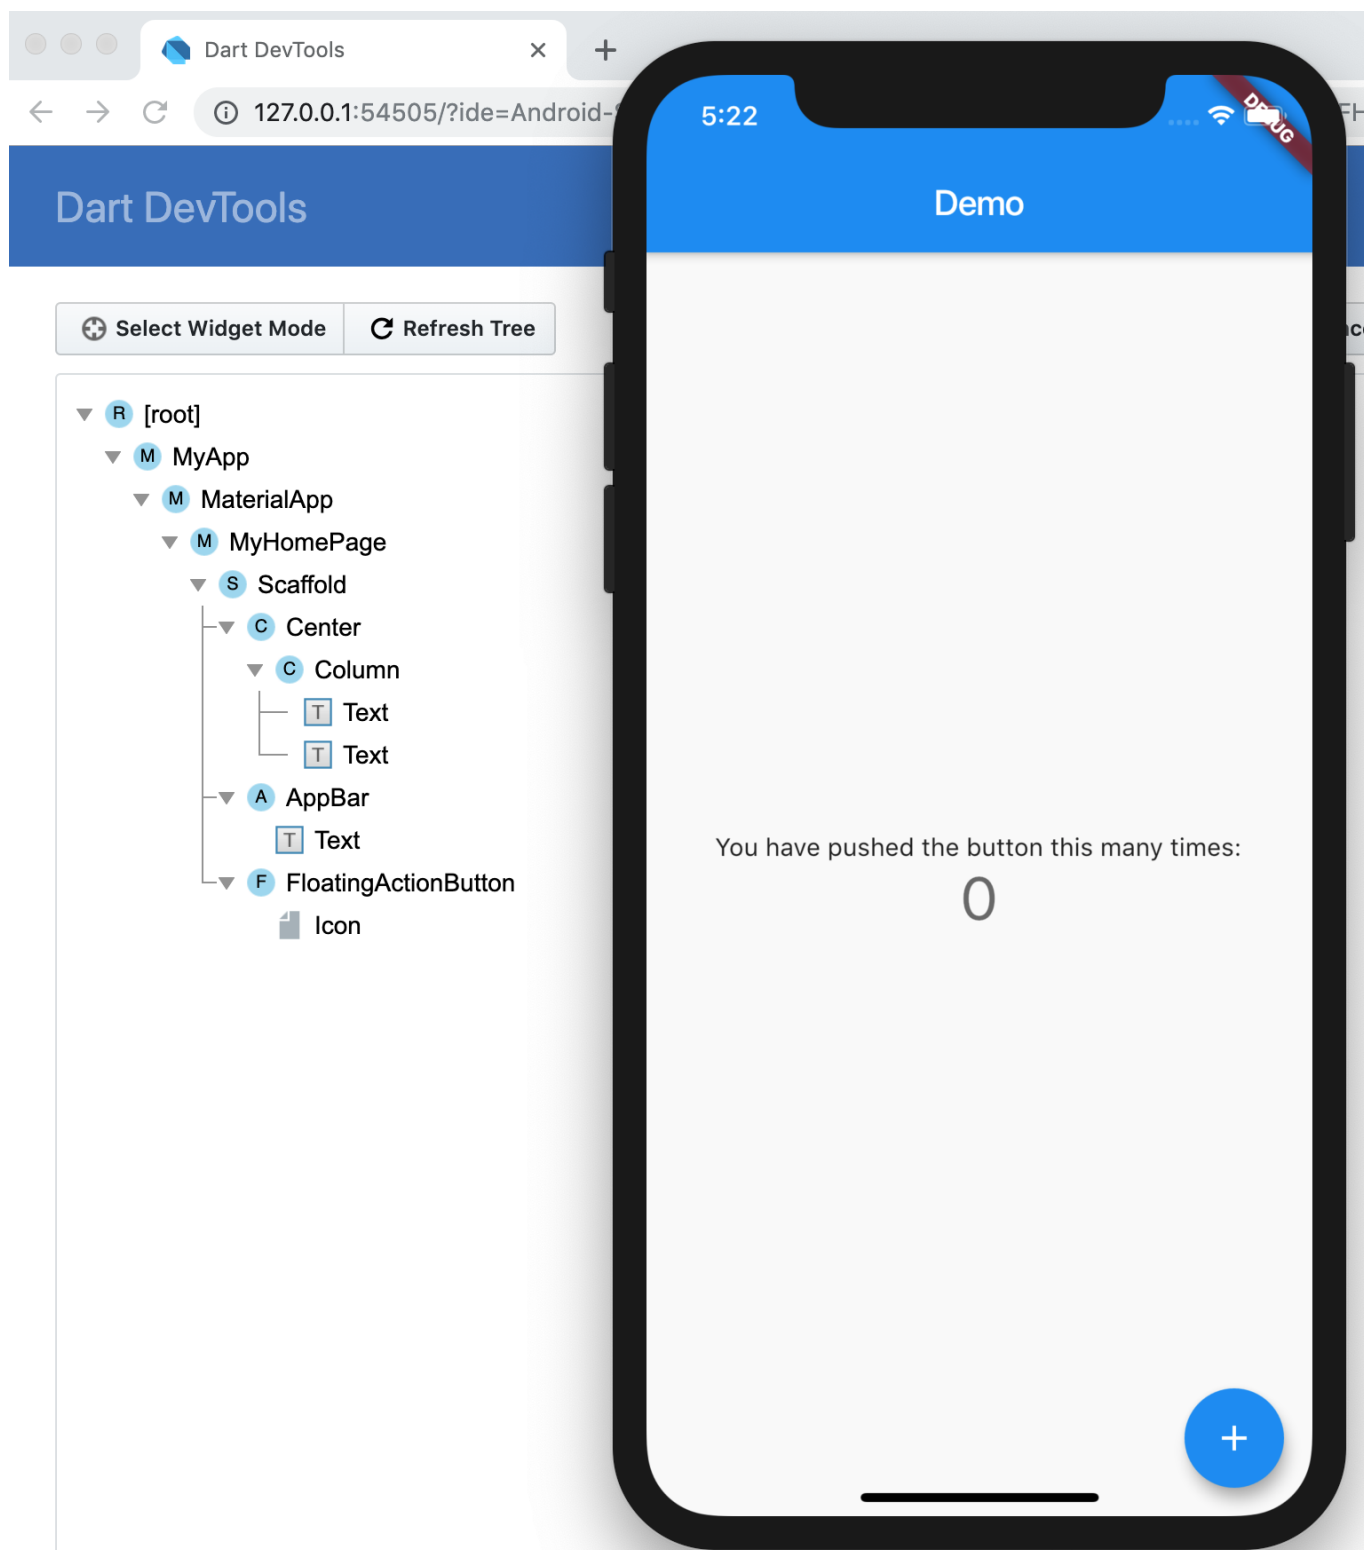 Dart DevTools
127.0.0.1:54505/?ide=Android-
Dart DevTools
Select Widget Mode
Refresh Tree
R [root]
M MyApp
M MaterialApp
M MyHomePage
S Scaffold
C Center
C Column
T Text
T Text
A AppBar
T Text
F FloatingActionButton
Icon
5:22
DEBUG
Demo
You have pushed the button this many times:
0